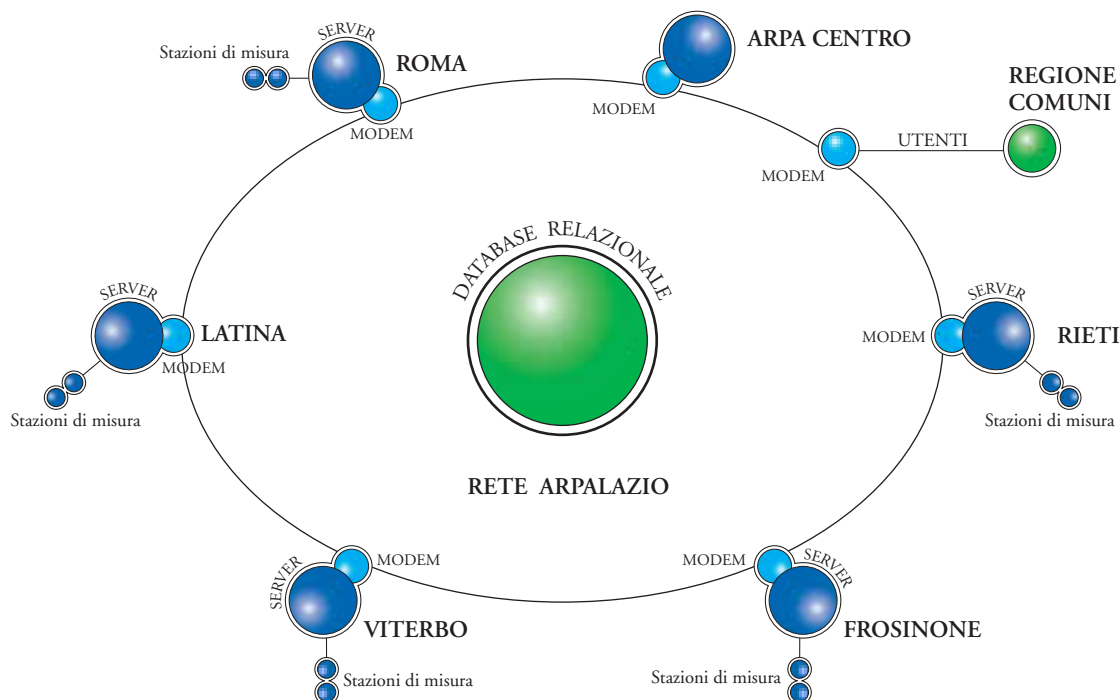 SERVER
Stazioni di misura
ROMA
MODEM
ARPA CENTRO
MODEM
REGIONE
COMUNI
UTENTI
MODEM
DATABASE RELAZIONALE
SERVER
LATINA
MODEM
Stazioni di misura
SERVER
MODEM
RIETI
Stazioni di misura
RETE ARPALAZIO
SERVER
MODEM
VITERBO
Stazioni di misura
MODEM
SERVER
FROSINONE
Stazioni di misura